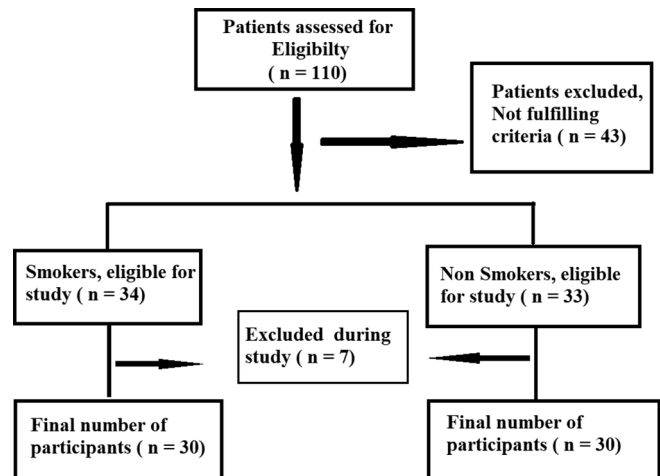 Patients assessed for
Eligibilty
( n = 110)
Patients excluded,
Not fulfilling
criteria ( n = 43)
Smokers, eligible for
study ( n = 34)
Non Smokers, eligible
for study ( n = 33)
Excluded during
study ( n = 7)
Final number of
participants ( n = 30)
Final number of
participants ( n = 30)